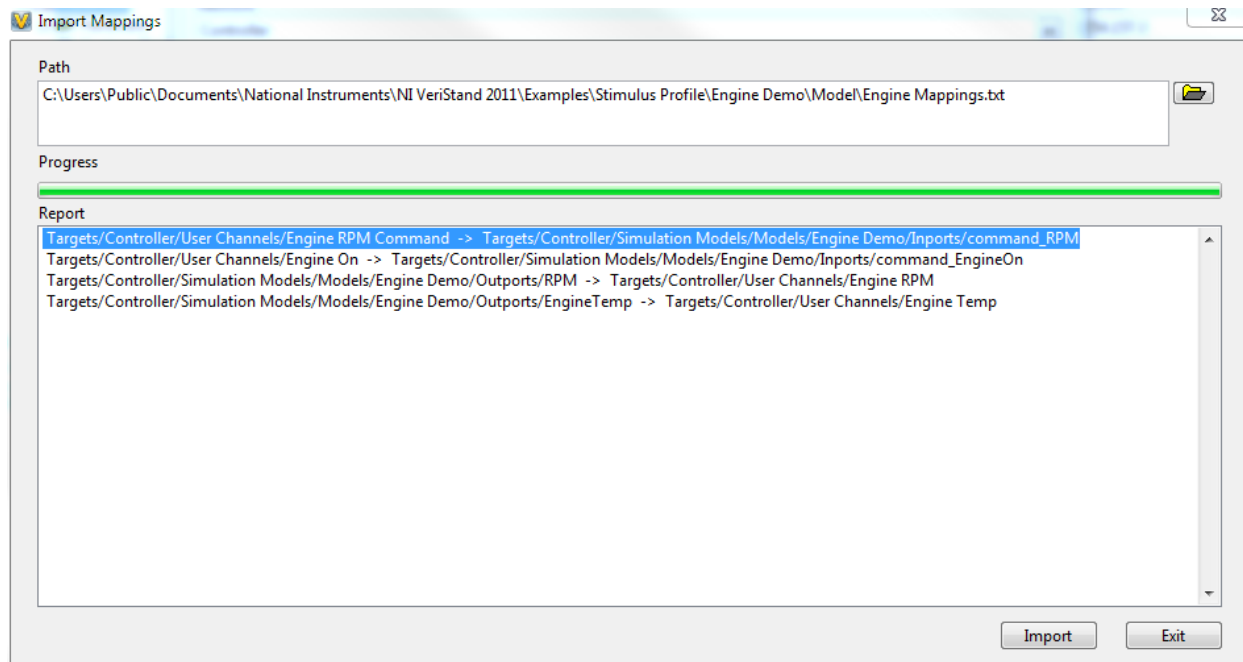 Import Mappings
Path
C:\Users\Public\Documents\National Instruments\NI VeriStand 2011\Examples\Stimulus Profile\Engine Demo\Model\Engine Mappings.txt
Progress
Report
Targets/Controller/User Channels/Engine RPM Command -> Targets/Controller/Simulation Models/Models/Engine Demo/Inports/command_RPM
Targets/Controller/User Channels/Engine On -> Targets/Controller/Simulation Models/Models/Engine Demo/Inports/command_EngineOn
Targets/Controller/Simulation Models/Models/Engine Demo/Outports/RPM -> Targets/Controller/User Channels/Engine RPM
Targets/Controller/Simulation Models/Models/Engine Demo/Outports/EngineTemp -> Targets/Controller/User Channels/Engine Temp
Import Exit